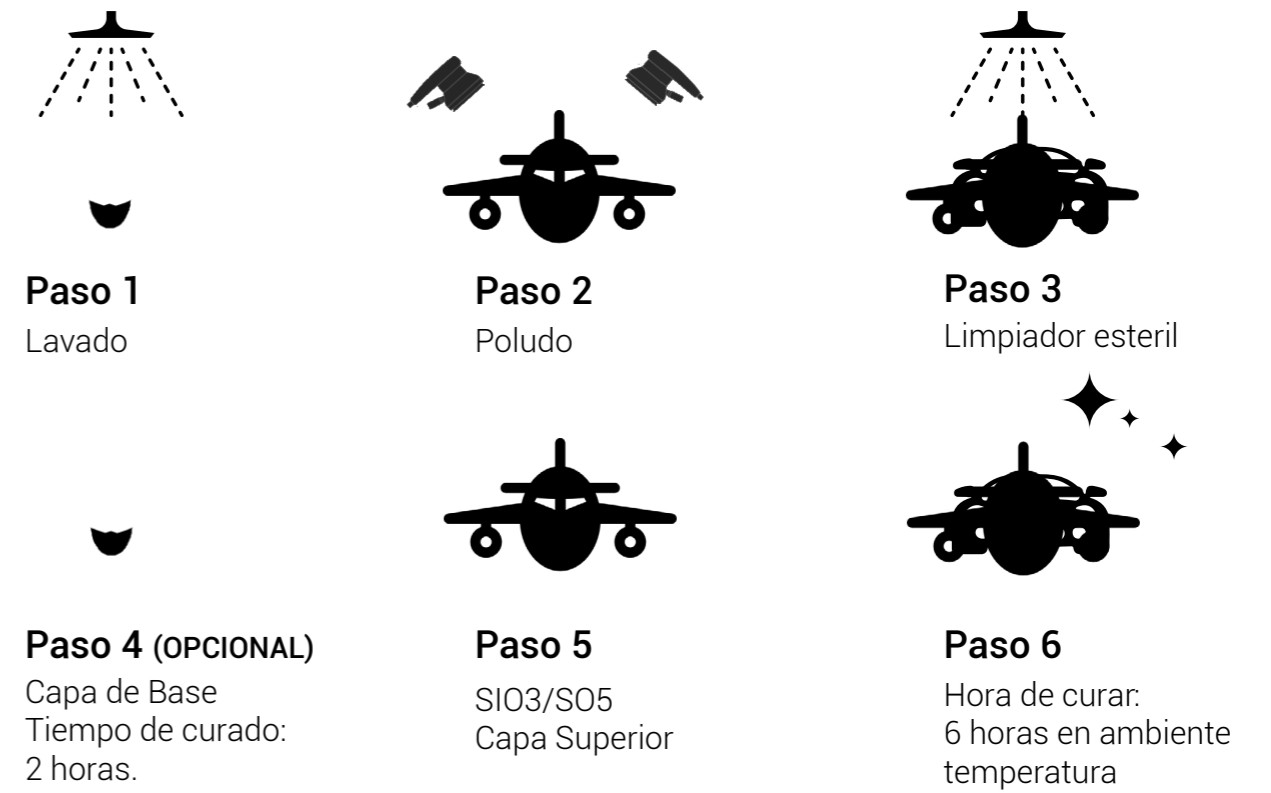 Paso 1
Lavado
Paso 2
Poludo
Paso 3
Limpiador esteril
Paso 4 (OPCIONAL)
Capa de Base
Tiempo de curado:
2 horas.
Paso 5
SIO3/SO5
Capa Superior
Paso 6
Hora de curar:
6 horas en ambiente
temperatura